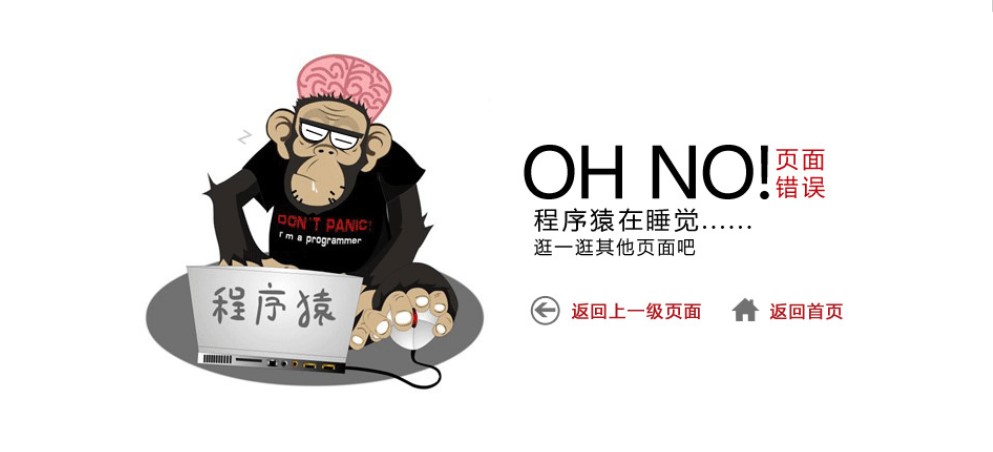 z
DON'T PANIC!
I'm a programmer
程序猿
OH NO!
页面
错误
程序猿在睡觉……
逛一逛其他页面吧
返回上一级页面
返回首页